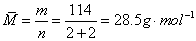 M̄ = m/n = 114/(2+2) = 28.5g·mol⁻¹